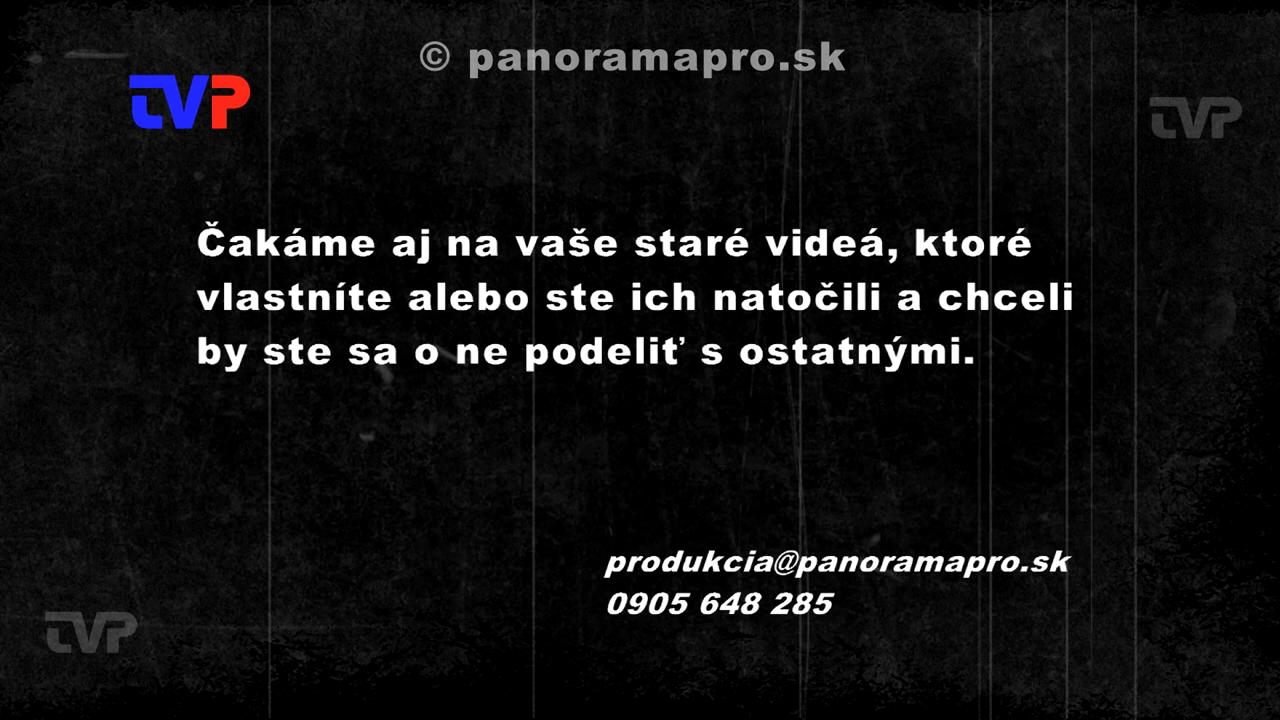 © panoramapro.sk
TVP
TVP
Čakáme aj na vaše staré videá, ktoré
vlastníte alebo ste ich natočili a chceli
by ste sa o ne podeliť s ostatnými.
produkcia@panoramapro.sk
0905 648 285
TVP